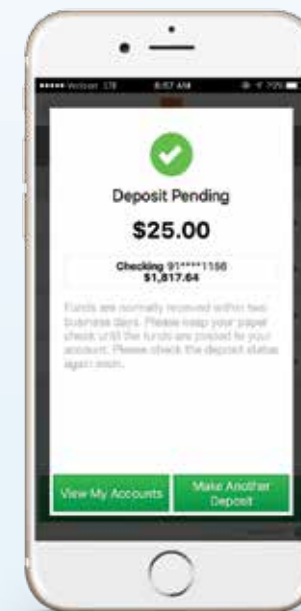 Verizon LTE 8:57 AM
Deposit Pending
$25.00
Checking 91****1156
$1,817.64
Funds are normally received within two
business days. Please keep your paper
check until the funds are posted to your
account. Please check the deposit status
again soon.
View My Accounts
Make Another
Deposit